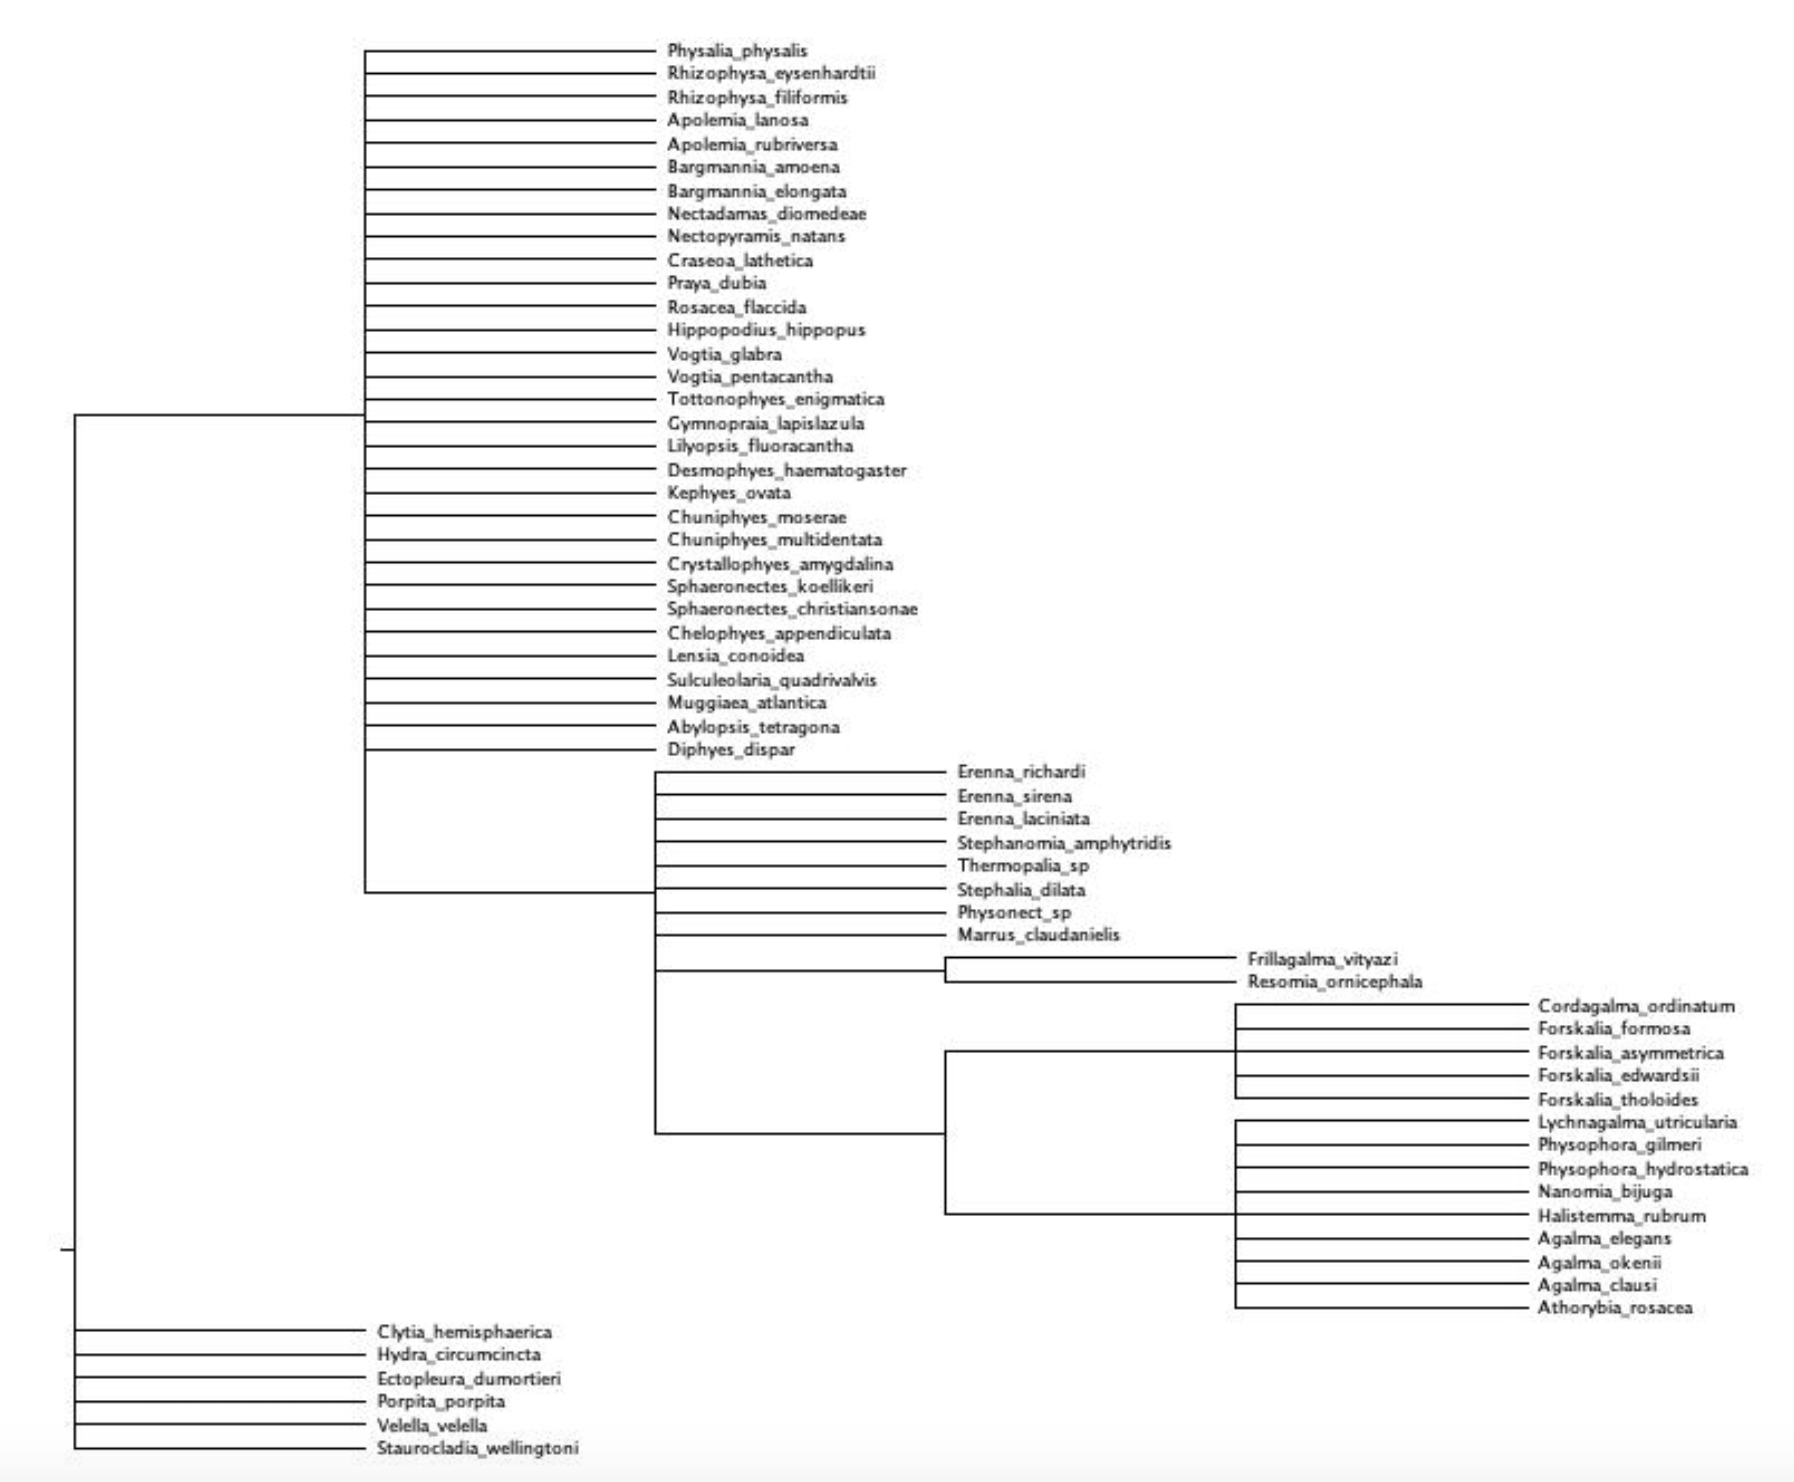 Physalia_physalis
Rhizophysa_eysenhardtii
Rhizophysa_filiformis
Apolemia_lanosa
Apolemia_rubriversa
Bargmannia_amoena
Bargmannia_elongata
Nectadamas_diomedeae
Nectopyramis_natans
Craseoa_lathetica
Praya_dubia
Rosacea_flaccida
Hippopodius_hippopus
Vogtia_glabra
Vogtia_pentacantha
Tottonophyes_enigmatica
Gymnopraia_lapislazula
Lilyopsis_fluoracantha
Desmophyes_haematogaster
Kephyes_ovata
Chuniphyes_moserae
Chuniphyes_multidentata
Crystallophyes_amygdalina
Sphaeronectes_koellikeri
Sphaeronectes_christiansonae
Chelophyes_appendiculata
Lensia_conoidea
Sulculeolaria_quadrivalvis
Muggiaea_atlantica
Abylopsis_tetragona
Diphyes_dispar
Erenna_richardi
Erenna_sirena
Erenna_laciniata
Stephanomia_amphytridis
Thermopalia_sp
Stephalia_dilata
Physonect_sp
Marrus_claudanielis
Frillagalma_vityazi
Resomia_ornicephala
Cordagalma_ordinatum
Forskalia_formosa
Forskalia_asymmetrica
Forskalia_edwardsii
Forskalia_tholoides
Lychnagalma_utricularia
Physophora_gilmeri
Physophora_hydrostatica
Nanomia_bijuga
Halistemma_rubrum
Agalma_elegans
Agalma_okenii
Agalma_clausi
Athorybia_rosacea
Clytia_hemisphaerica
Hydra_circumcincta
Ectopleura_dumortieri
Porpita_porpita
Velella_velella
Staurocladia_wellingtoni